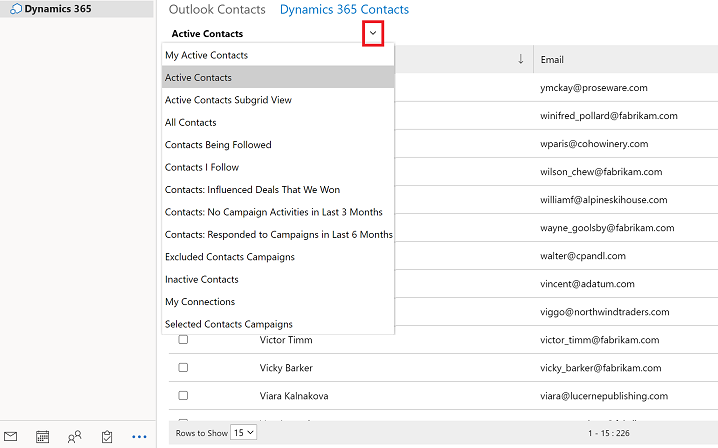 Dynamics 365
Outlook Contacts Dynamics 365 Contacts
Active Contacts
My Active Contacts
Active Contacts
Active Contacts Subgrid View
All Contacts
Contacts Being Followed
Contacts I Follow
Contacts: Influenced Deals That We Won
Contacts: No Campaign Activities in Last 3 Months
Contacts: Responded to Campaigns in Last 6 Months
Excluded Contacts Campaigns
Inactive Contacts
My Connections
Selected Contacts Campaigns
↓ Email
ymckay@proseware.com
winifred_pollard@fabrikam.com
wparis@cohowinery.com
wilson_chew@fabrikam.com
williamf@alpineskihouse.com
wayne_goolsby@fabrikam.com
walter@cpandl.com
vincent@adatum.com
viggo@northwindtraders.com
Victor Timm victor_timm@fabrikam.com
Vicky Barker vicky_barker@fabrikam.com
Viara Kalnakova viara@lucernepublishing.com
Rows to Show 15 1 - 15 : 226